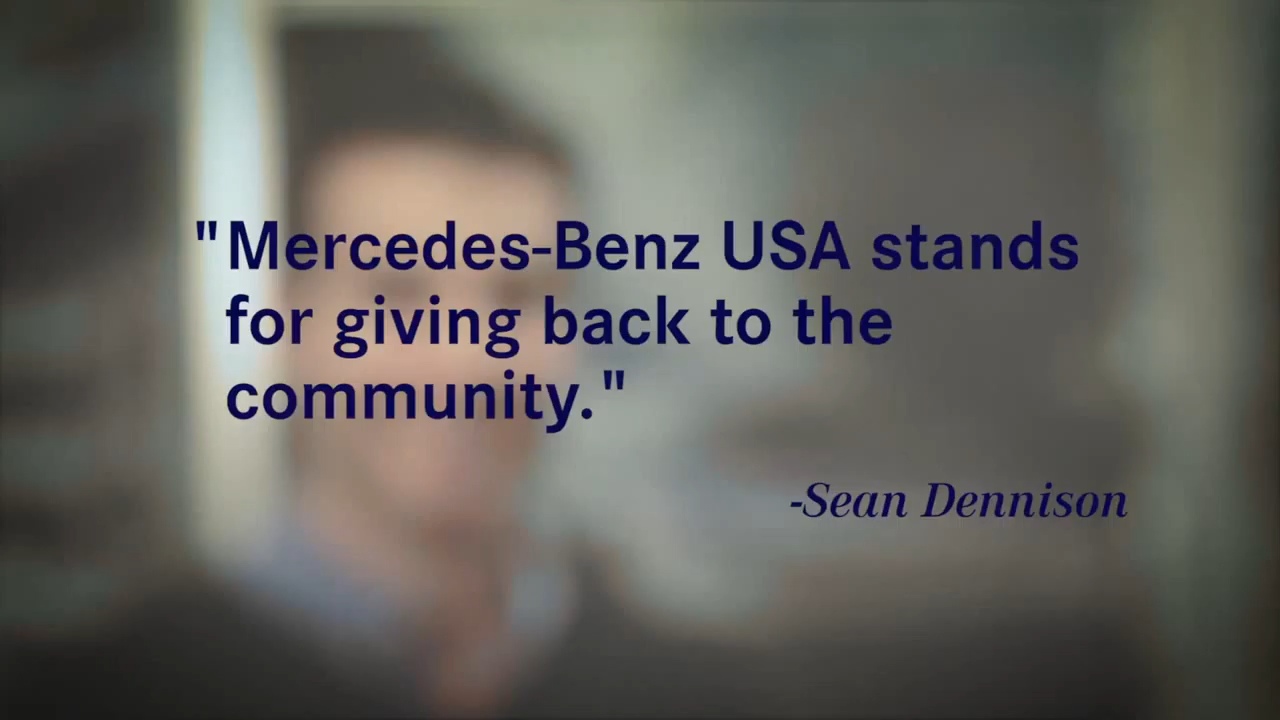 "Mercedes-Benz USA stands
for giving back to the
community."
-Sean Dennison